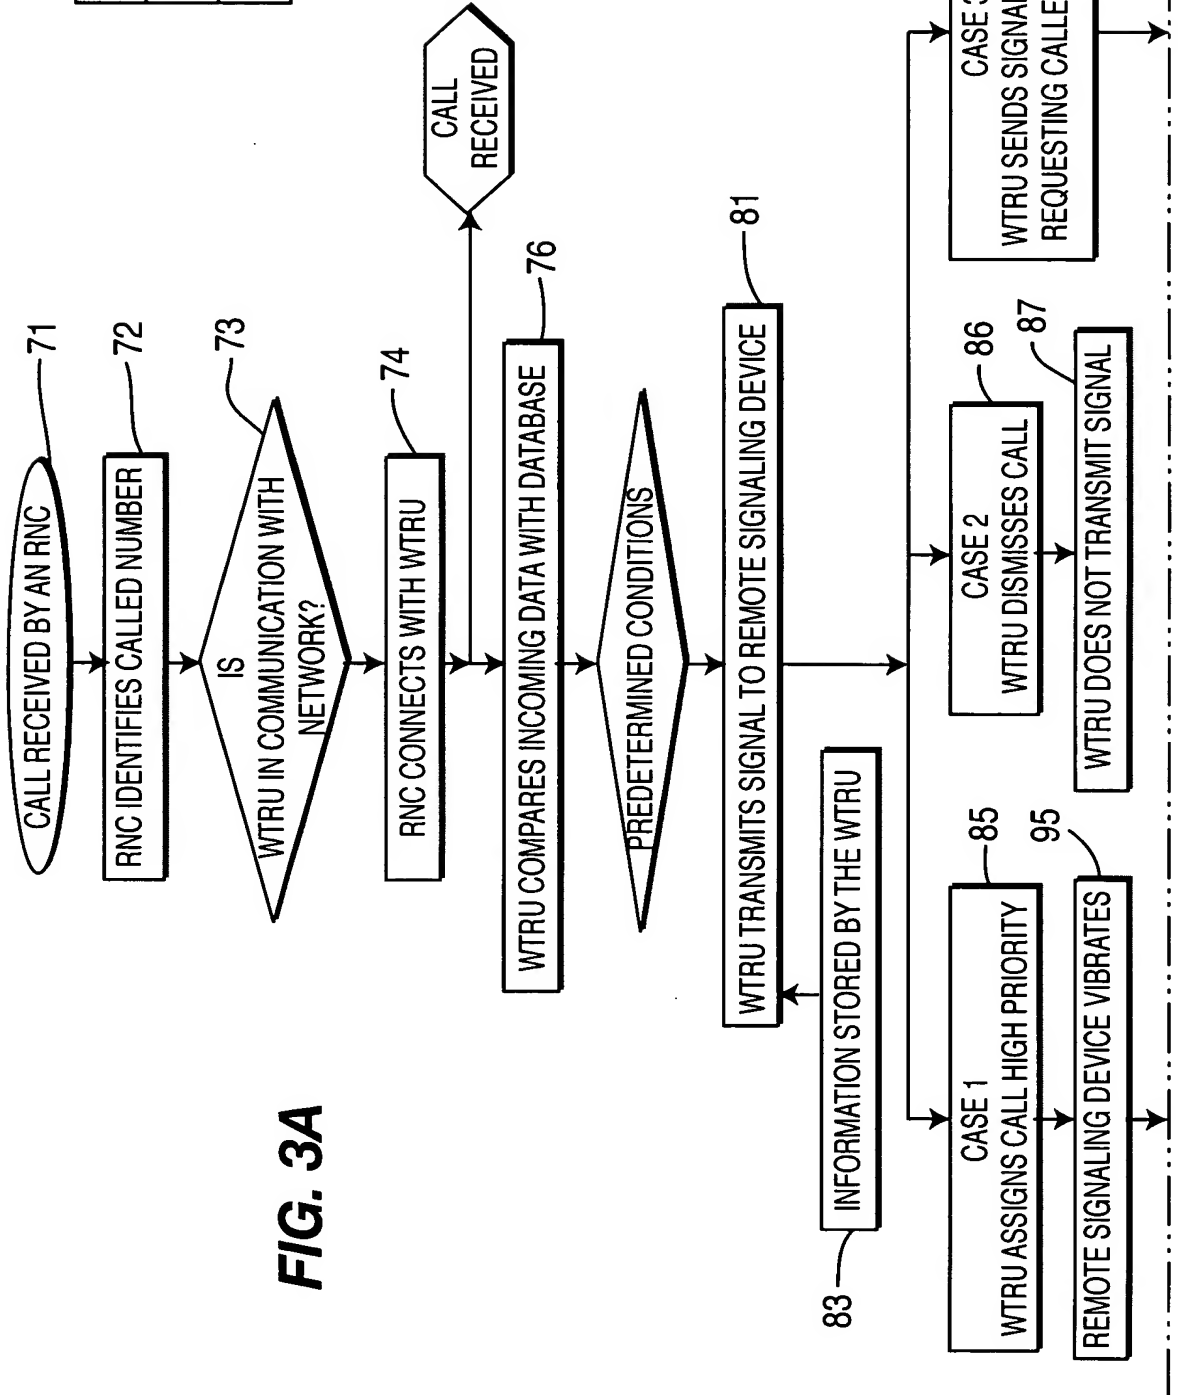 FIG. 3A
CALL RECEIVED BY AN RNC
71
RNC IDENTIFIES CALLED NUMBER
72
IS
WTRU IN COMMUNICATION WITH
NETWORK?
73
RNC CONNECTS WITH WTRU
74
CALL
RECEIVED
WTRU COMPARES INCOMING DATA WITH DATABASE
76
PREDETERMINED CONDITIONS
WTRU TRANSMITS SIGNAL TO REMOTE SIGNALING DEVICE
81
INFORMATION STORED BY THE WTRU
83
CASE 1
WTRU ASSIGNS CALL HIGH PRIORITY
85
REMOTE SIGNALING DEVICE VIBRATES
95
CASE 2
WTRU DISMISSES CALL
86
WTRU DOES NOT TRANSMIT SIGNAL
87
CASE 3
WTRU SENDS SIGNAL
REQUESTING CALLE